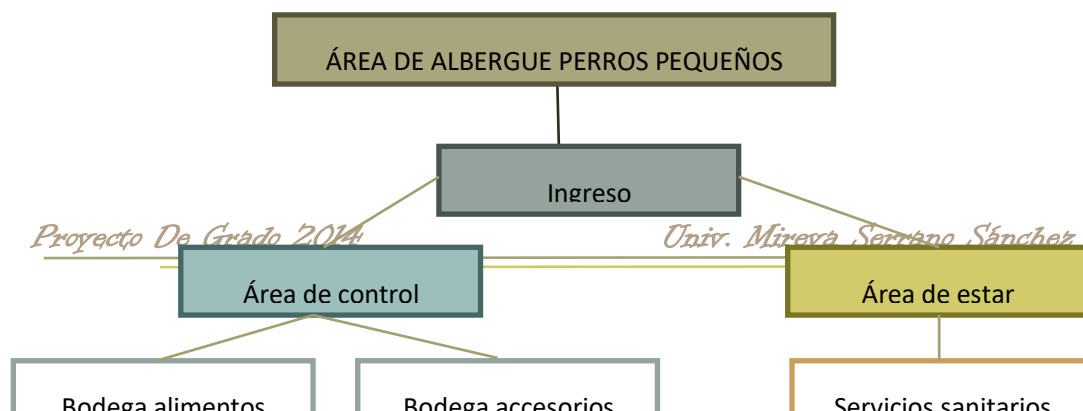 ÁREA DE ALBERGUE PERROS PEQUEÑOS
Ingreso
Proyecto De Grado 2014
Univ. Mireya Serrano Sánchez
Área de control
Área de estar
Bodega alimentos
Bodega accesorios
Servicios sanitarios